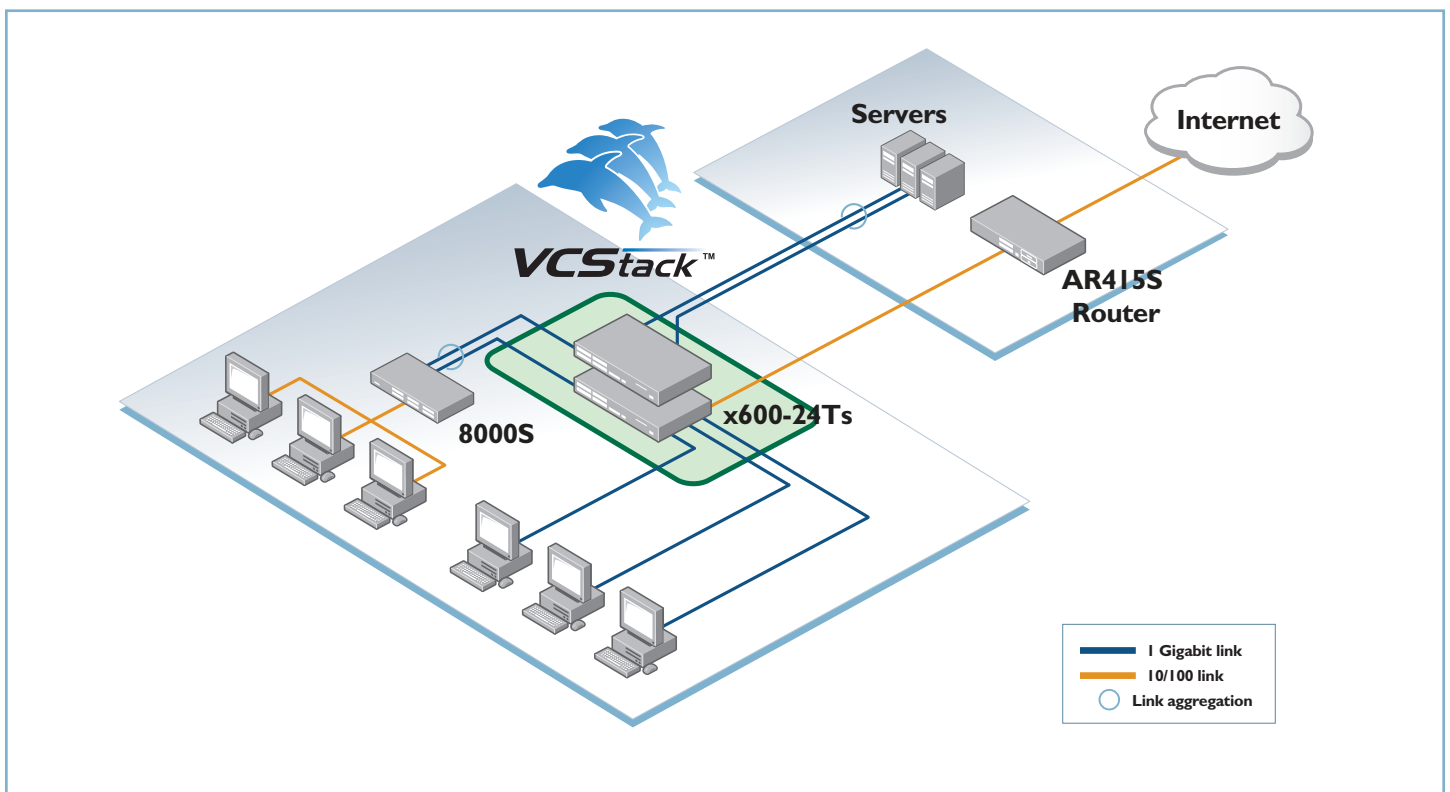 Servers
Internet
VCStack™
AR415S
Router
x600-24Ts
8000S
1 Gigabit link
10/100 link
Link aggregation